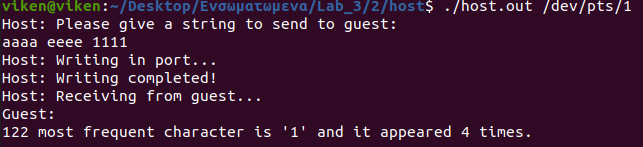 viken@viken:~/Desktop/Ενσωματωμενα/Lab_3/2/host$ ./host.out /dev/pts/1
Host: Please give a string to send to guest:
aaaa eeee 1111
Host: Writing in port...
Host: Writing completed!
Host: Receiving from guest...
Guest:
122 most frequent character is '1' and it appeared 4 times.